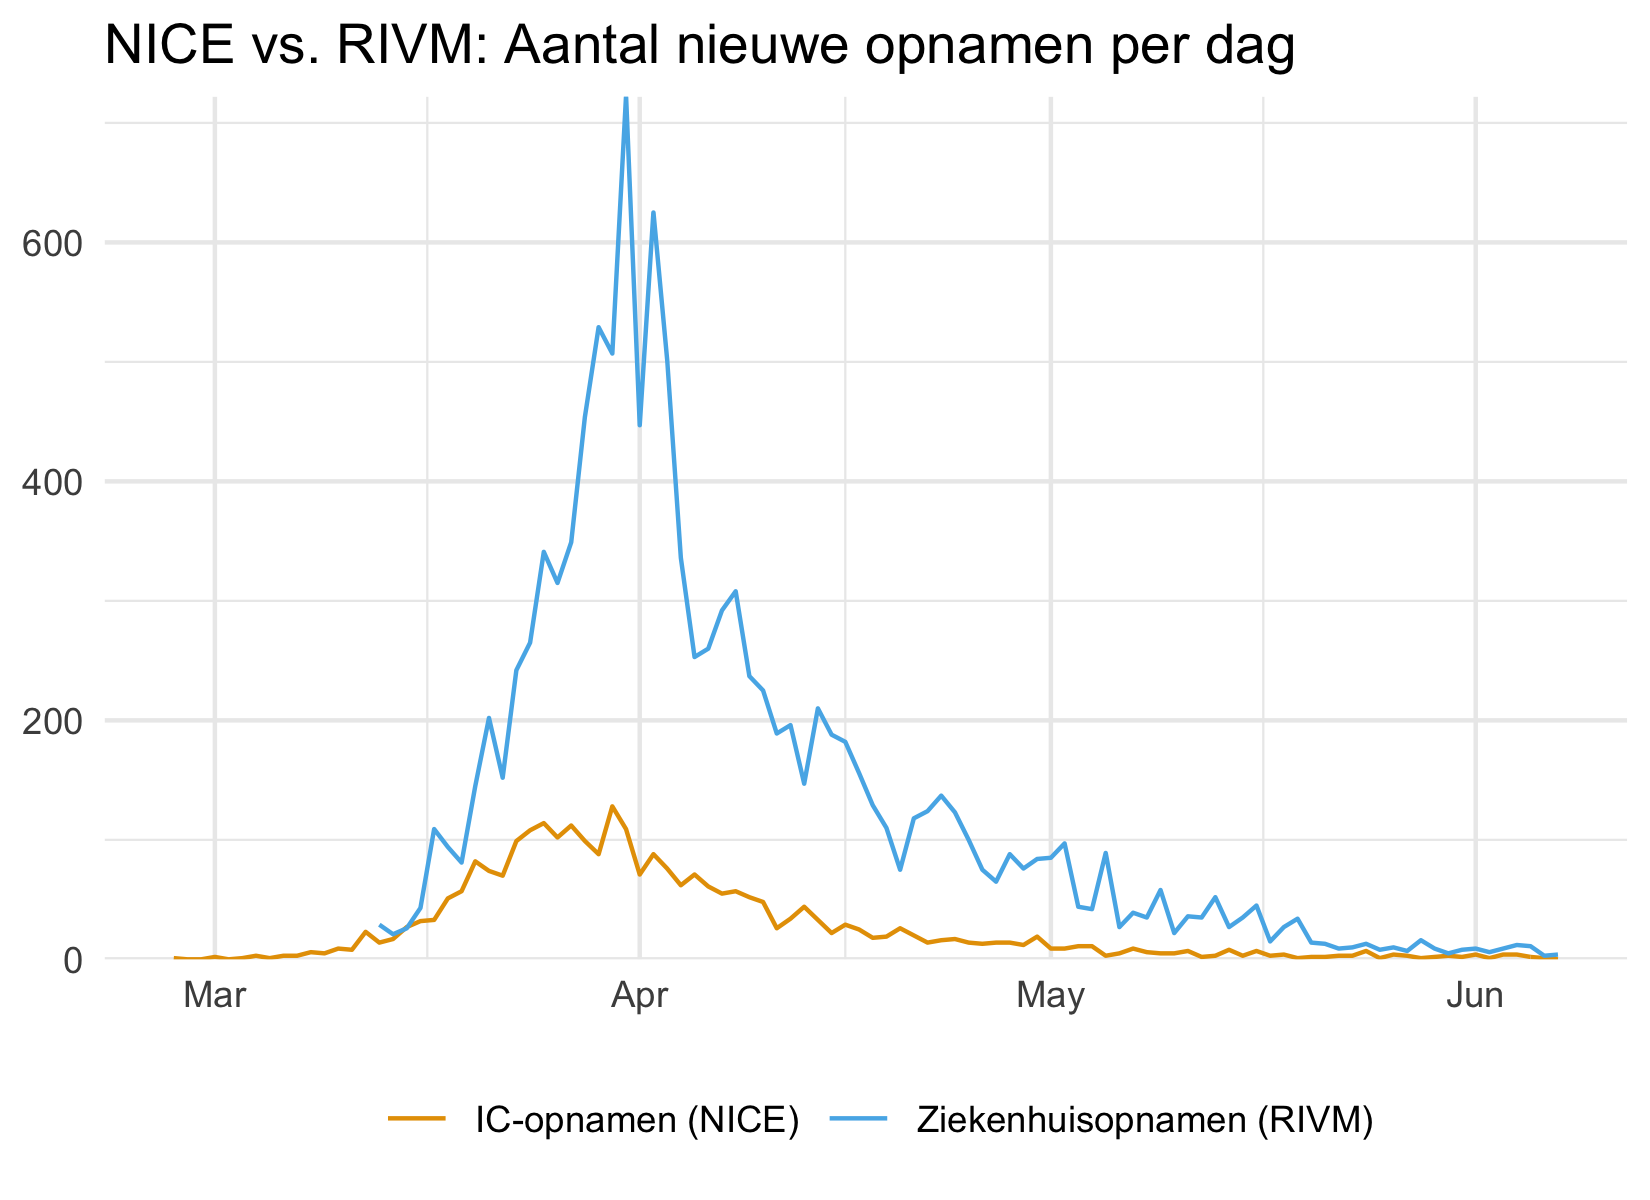 NICE vs. RIVM: Aantal nieuwe opnamen per dag
600
400
200
0
Mar Apr May Jun
IC-opnamen (NICE) Ziekenhuisopnamen (RIVM)